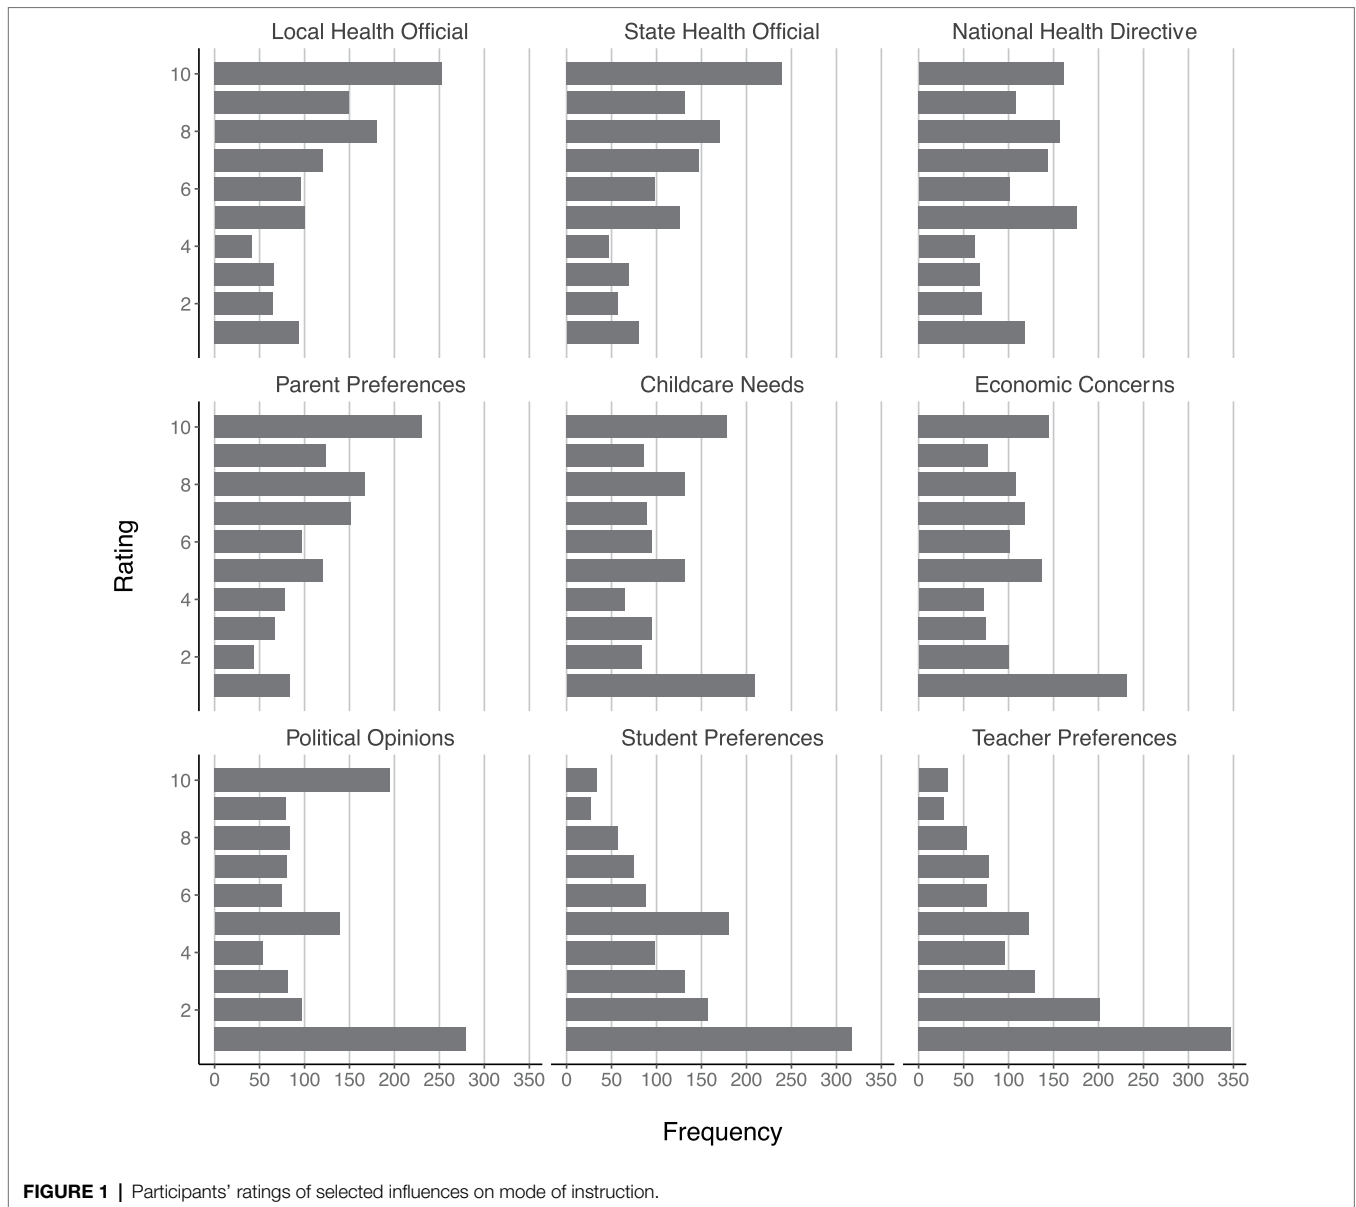 Local Health Official State Health Official National Health Directive
10
8
6
4
2
Parent Preferences Childcare Needs Economic Concerns
10
8
6
4
2
Rating
Political Opinions Student Preferences Teacher Preferences
10
8
6
4
2
0 50 100 150 200 250 300 350 0 50 100 150 200 250 300 350 0 50 100 150 200 250 300 350
Frequency
FIGURE 1 | Participants’ ratings of selected influences on mode of instruction.